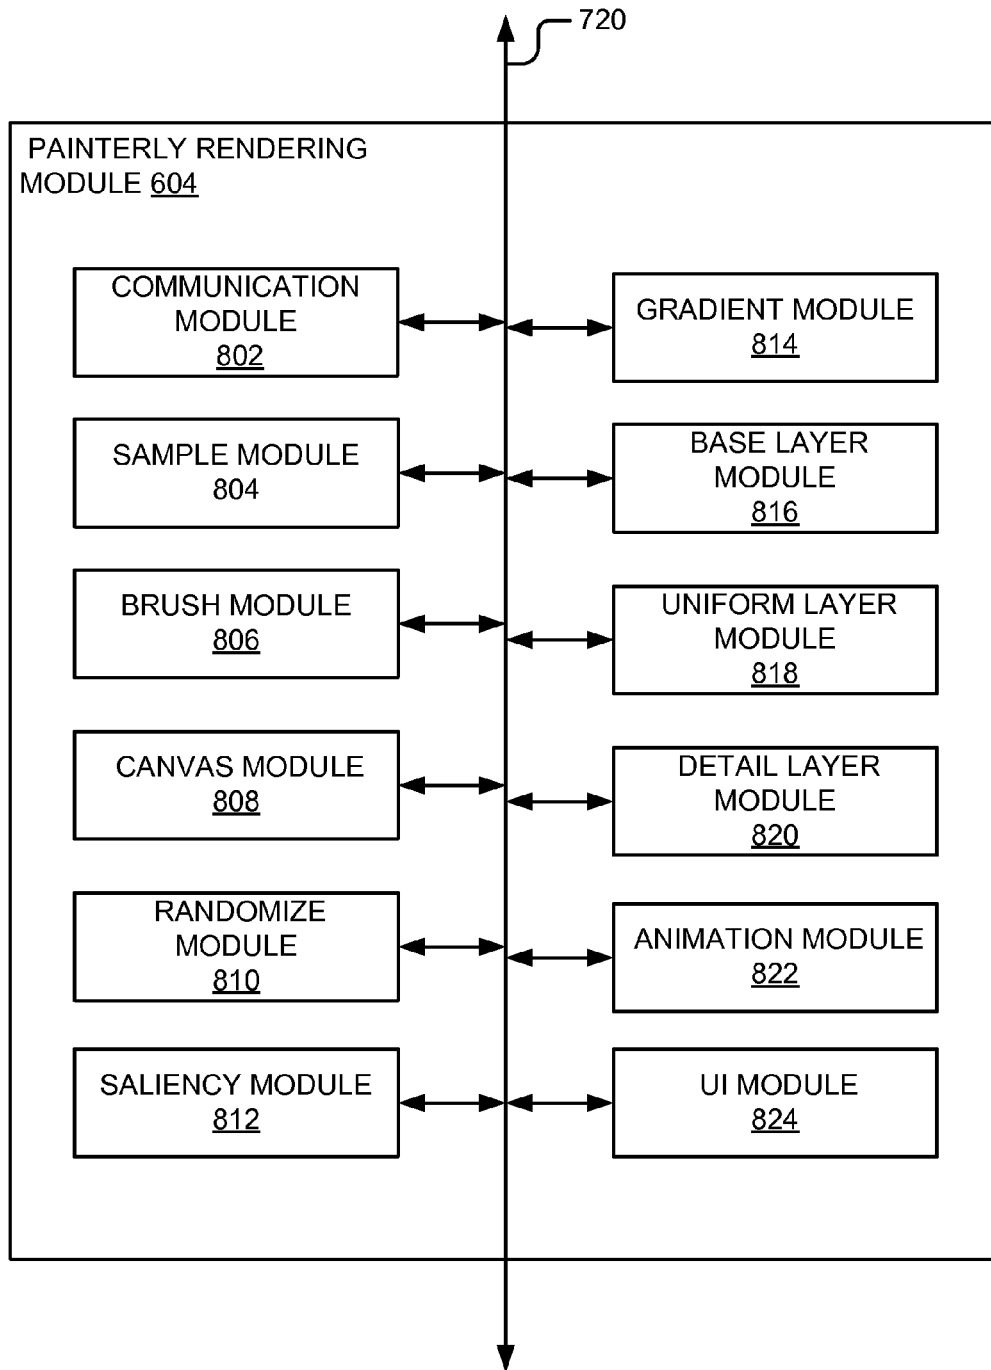 720
PAINTERLY RENDERING
MODULE 604
COMMUNICATION
MODULE
802
SAMPLE MODULE
804
BRUSH MODULE
806
CANVAS MODULE
808
RANDOMIZE
MODULE
810
SALIENCY MODULE
812
GRADIENT MODULE
814
BASE LAYER
MODULE
816
UNIFORM LAYER
MODULE
818
DETAIL LAYER
MODULE
820
ANIMATION MODULE
822
UI MODULE
824